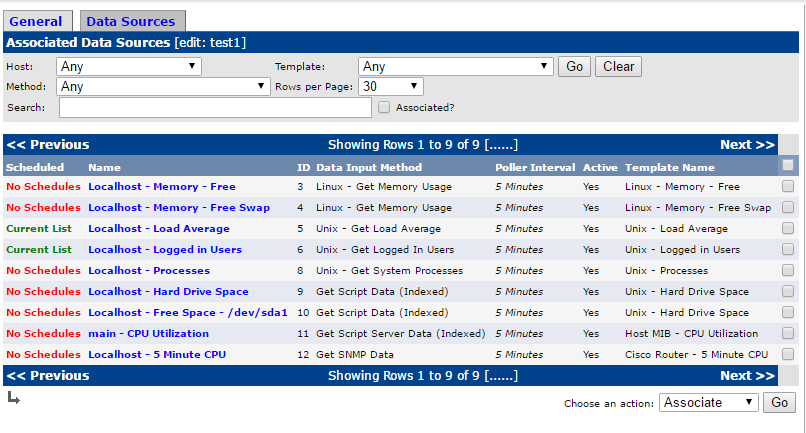 General Data Sources
Associated Data Sources [edit: test1]
Host: Any Template: Any Go Clear
Method: Any Rows per Page: 30
Search: Associated?
<< Previous Showing Rows 1 to 9 of 9 [......] Next >>
Scheduled Name ID Data Input Method Poller Interval Active Template Name
No Schedules Localhost - Memory - Free 3 Linux - Get Memory Usage 5 Minutes Yes Linux - Memory - Free
No Schedules Localhost - Memory - Free Swap 4 Linux - Get Memory Usage 5 Minutes Yes Linux - Memory - Free Swap
Current List Localhost - Load Average 5 Unix - Get Load Average 5 Minutes Yes Unix - Load Average
Current List Localhost - Logged in Users 6 Unix - Get Logged In Users 5 Minutes Yes Unix - Logged in Users
No Schedules Localhost - Processes 8 Unix - Get System Processes 5 Minutes Yes Unix - Processes
No Schedules Localhost - Hard Drive Space 9 Get Script Data (Indexed) 5 Minutes Yes Unix - Hard Drive Space
No Schedules Localhost - Free Space - /dev/sda1 10 Get Script Data (Indexed) 5 Minutes Yes Unix - Hard Drive Space
No Schedules main - CPU Utilization 11 Get Script Server Data (Indexed) 5 Minutes Yes Host MIB - CPU Utilization
No Schedules Localhost - 5 Minute CPU 12 Get SNMP Data 5 Minutes Yes Cisco Router - 5 Minute CPU
<< Previous Showing Rows 1 to 9 of 9 [......] Next >>
Choose an action: Associate Go